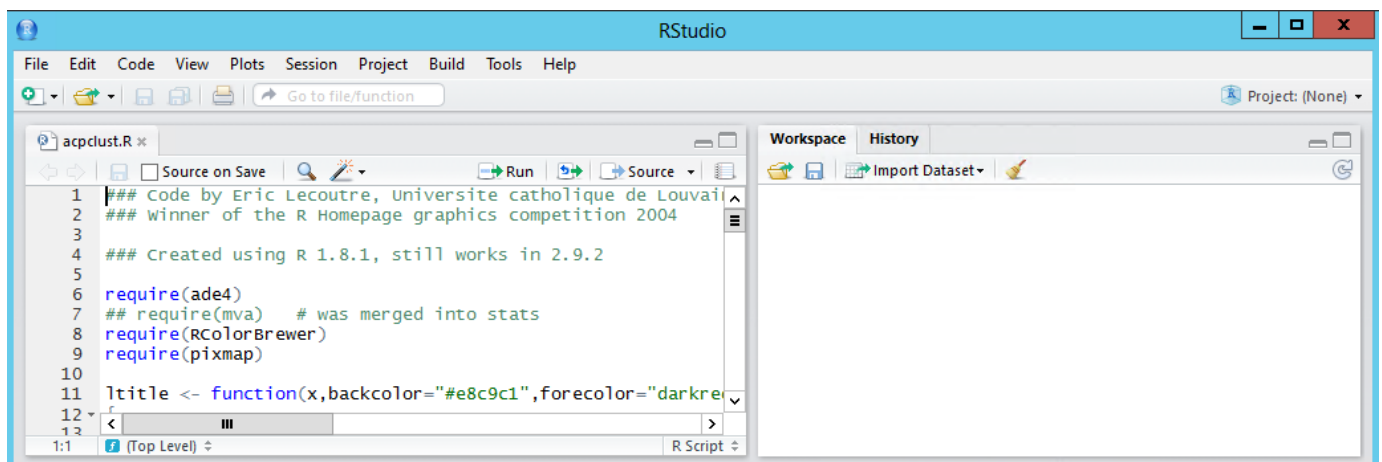 RStudio
File Edit Code View Plots Session Project Build Tools Help
Go to file/function Project: (None)
acpclust.R
Source on Save Run Source
1 ### Code by Eric Lecoutre, Universite catholique de Louvain
2 ### Winner of the R Homepage graphics competition 2004
3
4 ### Created using R 1.8.1, still works in 2.9.2
5
6 require(ade4)
7 ## require(mva) # was merged into stats
8 require(RColorBrewer)
9 require(pixmap)
10
11 ltitle <- function(x,backcolor="#e8c9c1",forecolor="darkre
12 {
13
1:1 (Top Level) R Script
Workspace History
Import Dataset